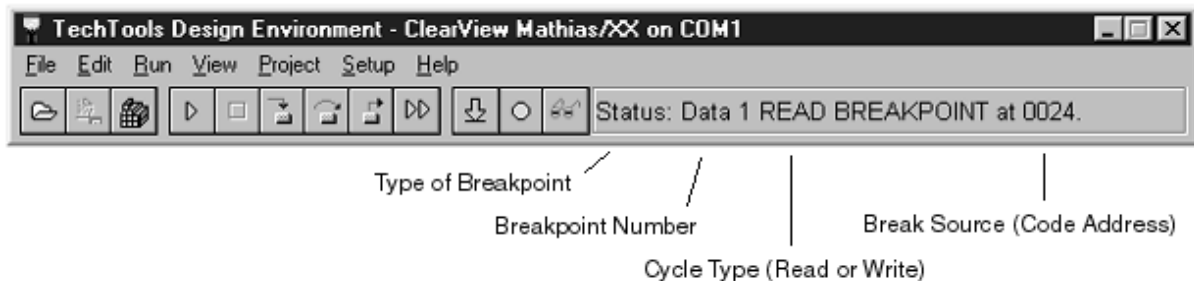 TechTools Design Environment - ClearView Mathias/XX on COM1
File Edit Run View Project Setup Help
Status: Data 1 READ BREAKPOINT at 0024.
Type of Breakpoint
Breakpoint Number
Break Source (Code Address)
Cycle Type (Read or Write)